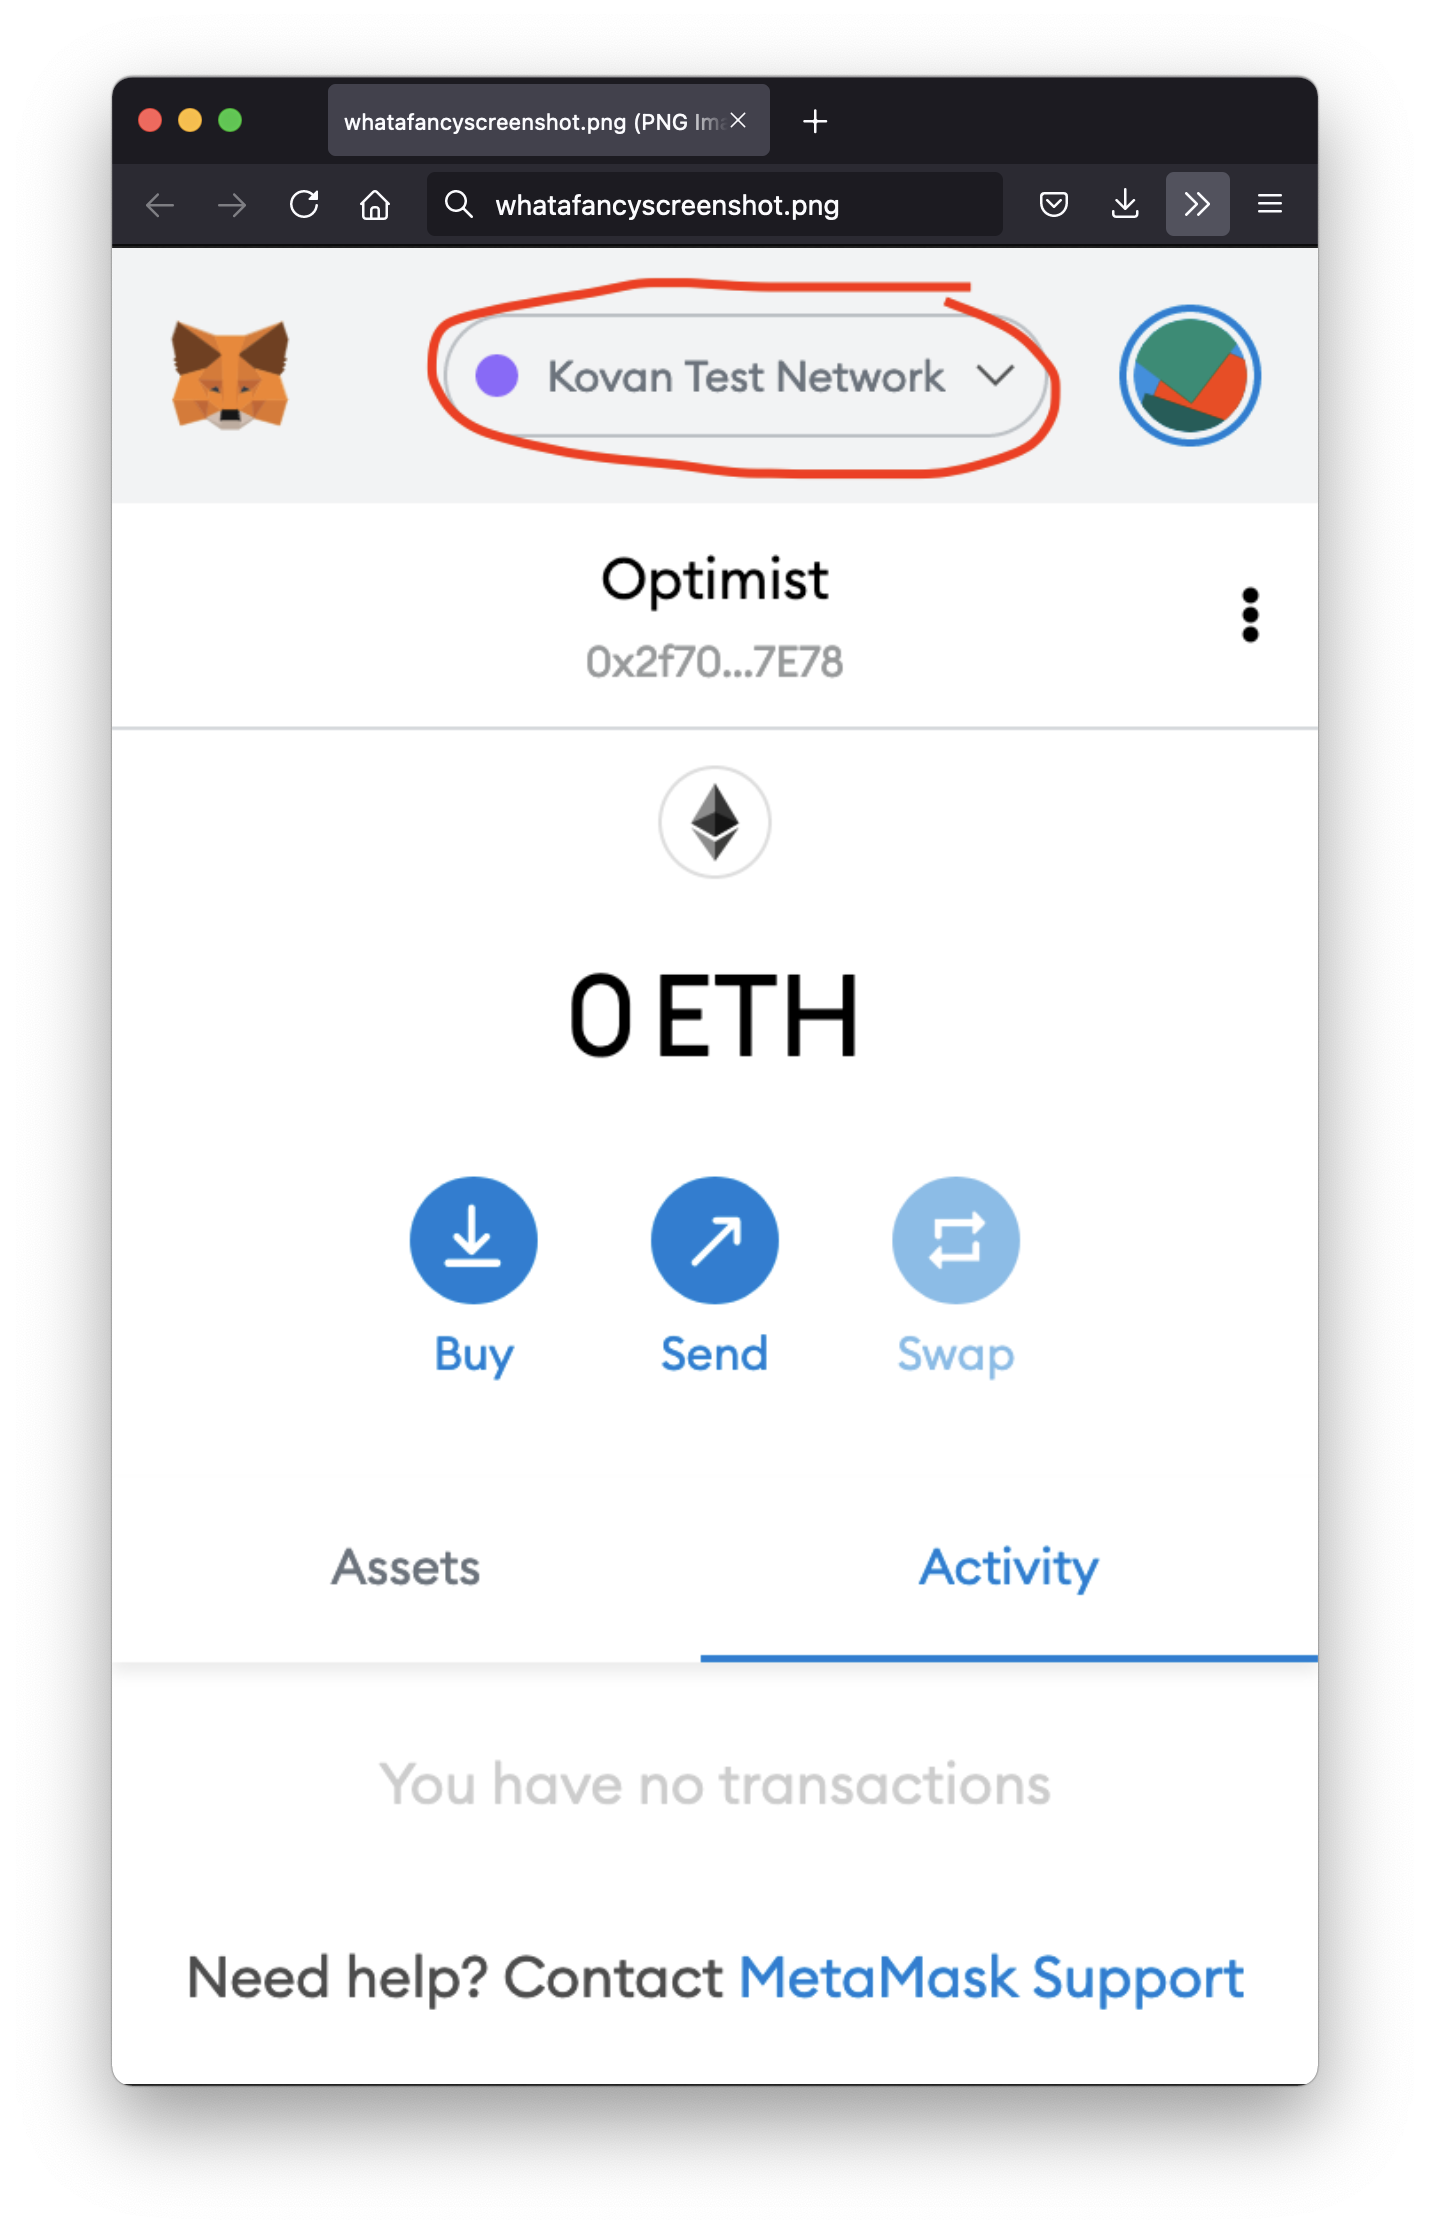 whatafancyscreenshot.png (PNG Im
whatafancyscreenshot.png
Kovan Test Network
Optimist
0x2f70...7E78
0 ETH
Buy
Send
Swap
Assets
Activity
You have no transactions
Need help? Contact MetaMask Support